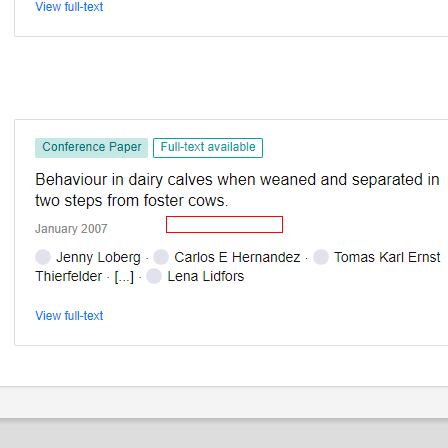 View full-text
Conference Paper Full-text available
Behaviour in dairy calves when weaned and separated in
two steps from foster cows.
January 2007
Jenny Loberg · Carlos E Hernandez · Tomas Karl Ernst
Thierfelder · [...] · Lena Lidfors
View full-text